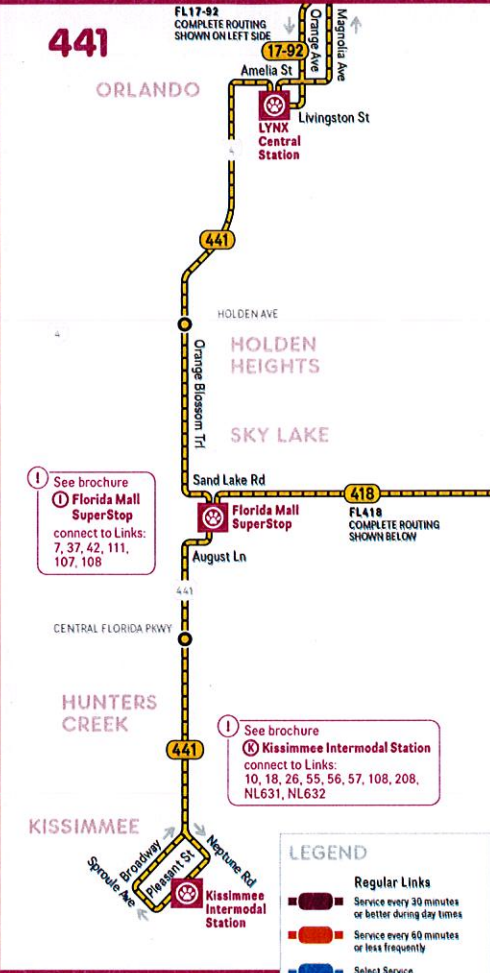 441
FL17-92
COMPLETE ROUTING
SHOWN ON LEFT SIDE
Orange Ave
Magnolia Ave
17-92
Amelia St
ORLANDO
Livingston St
LYNX
Central
Station
4
441
HOLDEN AVE
4
HOLDEN
HEIGHTS
Orange Blossom Trl
SKY LAKE
Sand Lake Rd
418
FL418
COMPLETE ROUTING
SHOWN BELOW
! See brochure
I Florida Mall
SuperStop
connect to Links:
7, 37, 42, 111,
107, 108
Florida Mall
SuperStop
August Ln
441
CENTRAL FLORIDA PKWY
HUNTERS
CREEK
441
! See brochure
K Kissimmee Intermodal Station
connect to Links:
10, 18, 26, 55, 56, 57, 108, 208,
NL631, NL632
KISSIMMEE
Broadway
Neptune Rd
Pleasant St
Sproule Ave
Kissimmee
Intermodal
Station
LEGEND
Regular Links
Service every 30 minutes
or better during day times
Service every 60 minutes
or less frequently
Select Service